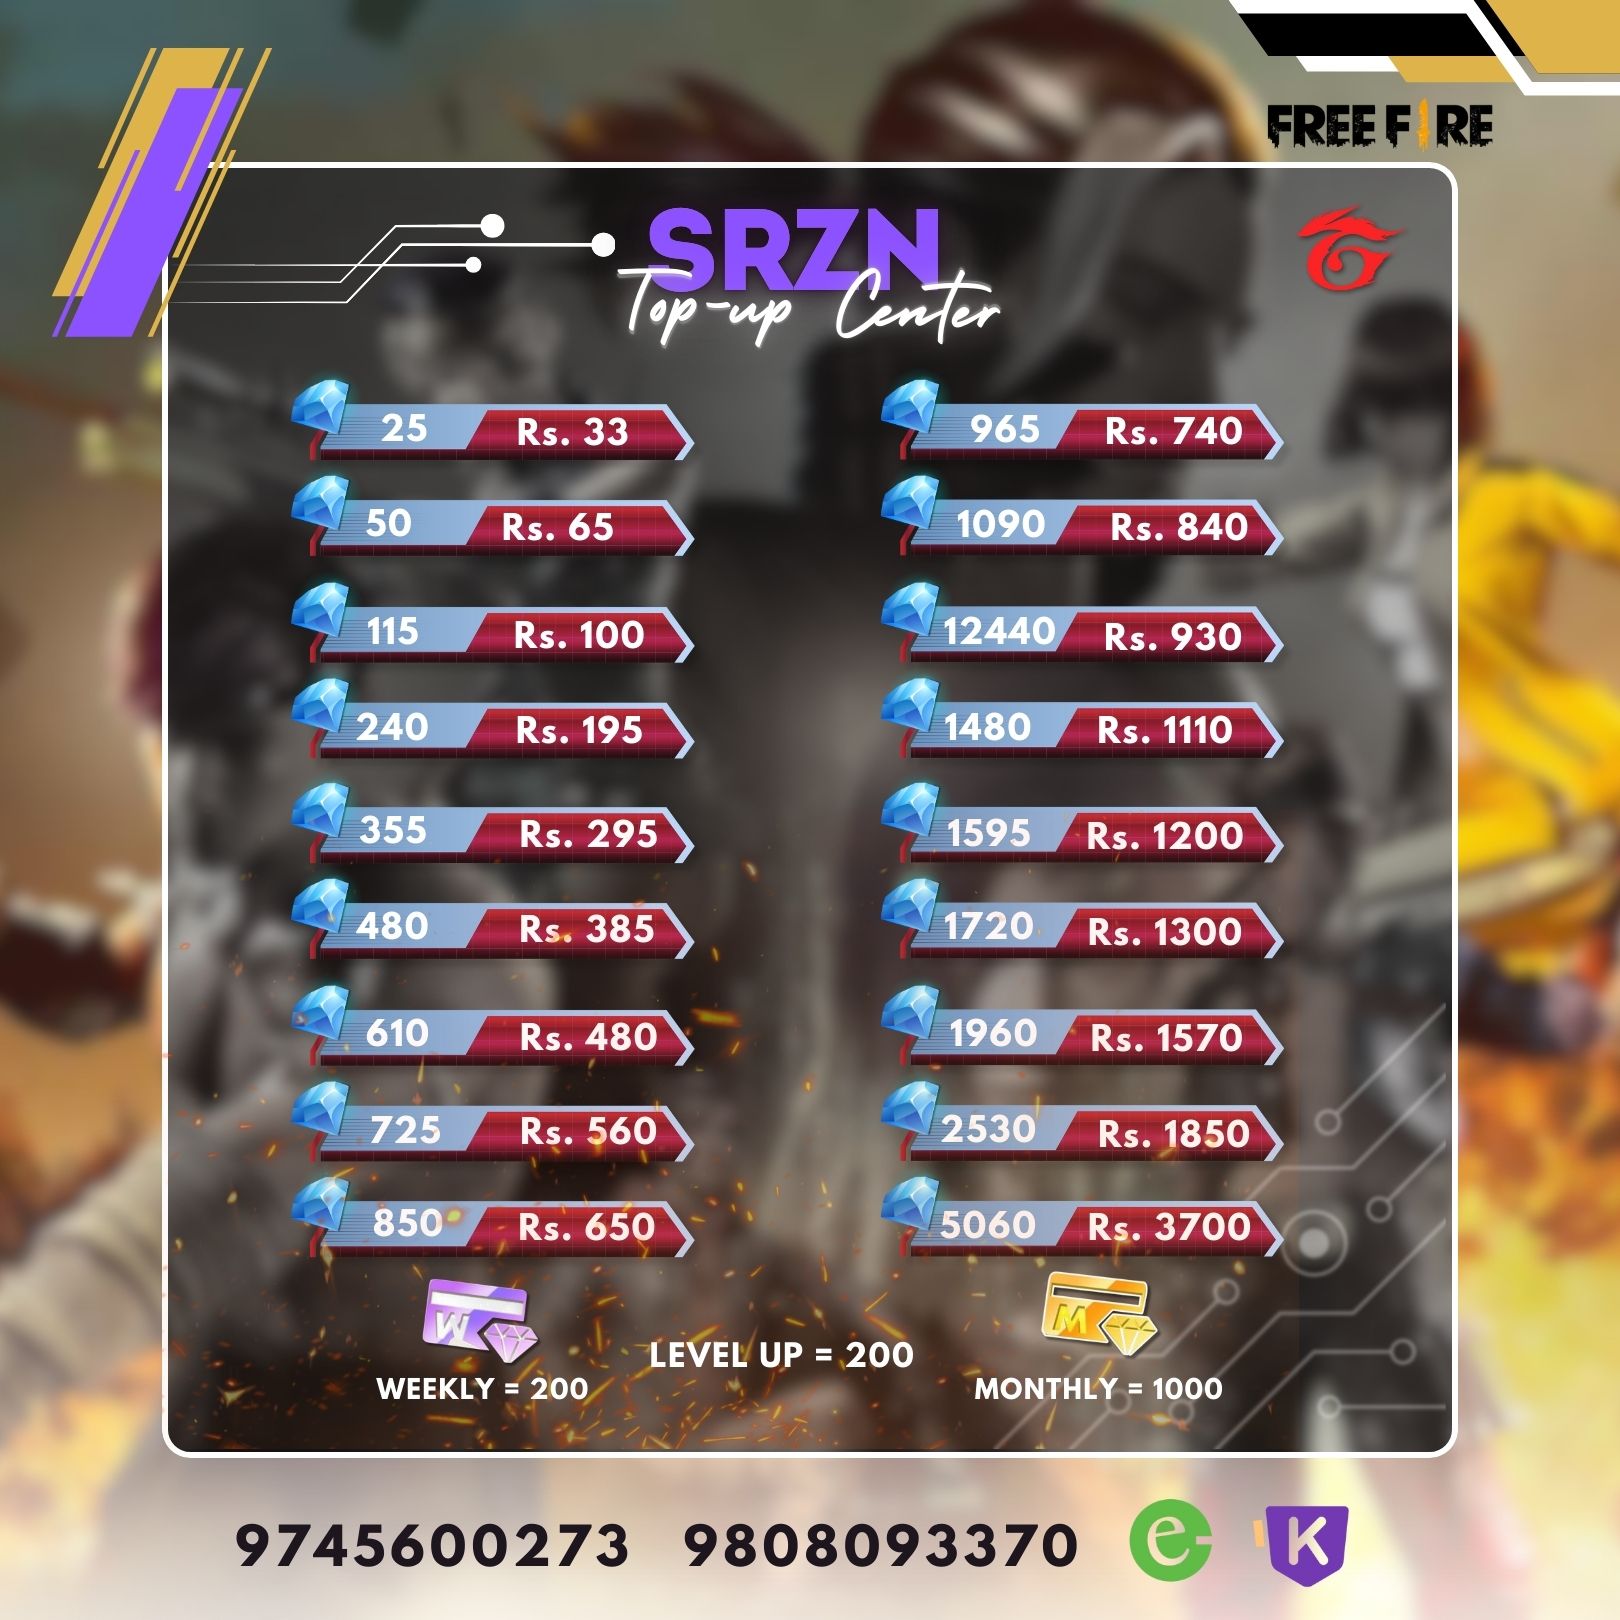 FREE FIRE
SRZN
Top-up Center
25 Rs. 33
50 Rs. 65
115 Rs. 100
240 Rs. 195
355 Rs. 295
480 Rs. 385
610 Rs. 480
725 Rs. 560
850 Rs. 650
965 Rs. 740
1090 Rs. 840
12440 Rs. 930
1480 Rs. 1110
1595 Rs. 1200
1720 Rs. 1300
1960 Rs. 1570
2530 Rs. 1850
5060 Rs. 3700
W
WEEKLY = 200
LEVEL UP = 200
M
MONTHLY = 1000
9745600273 9808093370 e K